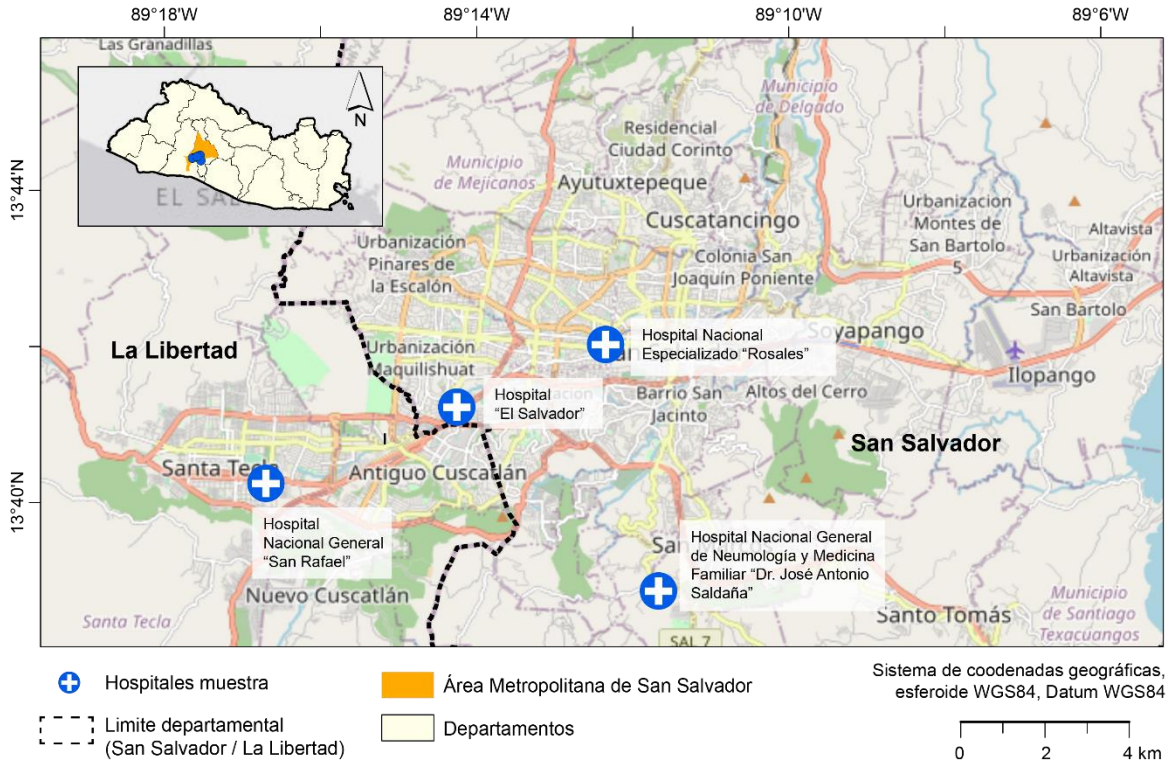 89°18'W
89°14'W
89°10'W
89°6'W
13°44'N
13°40'N
Las Granadillas
N
EL SAL
Municipio
de Delgado
Residencial
Ciudad Corinto
Municipio
de Mejicanos
Ayutuxtepeque
Cuscatancingo
Urbanizacion
Montes de
San Bartolo
5
Altavista
Urbanización
Altavista
San Bartolo
Urbanización
Pinares de
la Escalón
Colonia San
Joaquín Poniente
La Libertad
Urbanización
Maquilishuat
Hospital Nacional
Especializado “Rosales”
Soyapango
Ilopango
Hospital
“El Salvador”
Barrio San
Jacinto
Altos del Cerro
San Salvador
Santa Tecla
Antiguo Cuscatlán
Hospital
Nacional General
“San Rafael”
Hospital Nacional General
de Neumología y Medicina
Familiar “Dr. José Antonio
Saldaña”
Nuevo Cuscatlán
Santa Tecla
Santo Tomás
Municipio
de Santiago
Texacuangos
SAL 7
Hospitales muestra
Limite departamental
(San Salvador / La Libertad)
Área Metropolitana de San Salvador
Departamentos
Sistema de coodenadas geográficas,
esferoide WGS84, Datum WGS84
0 2 4 km